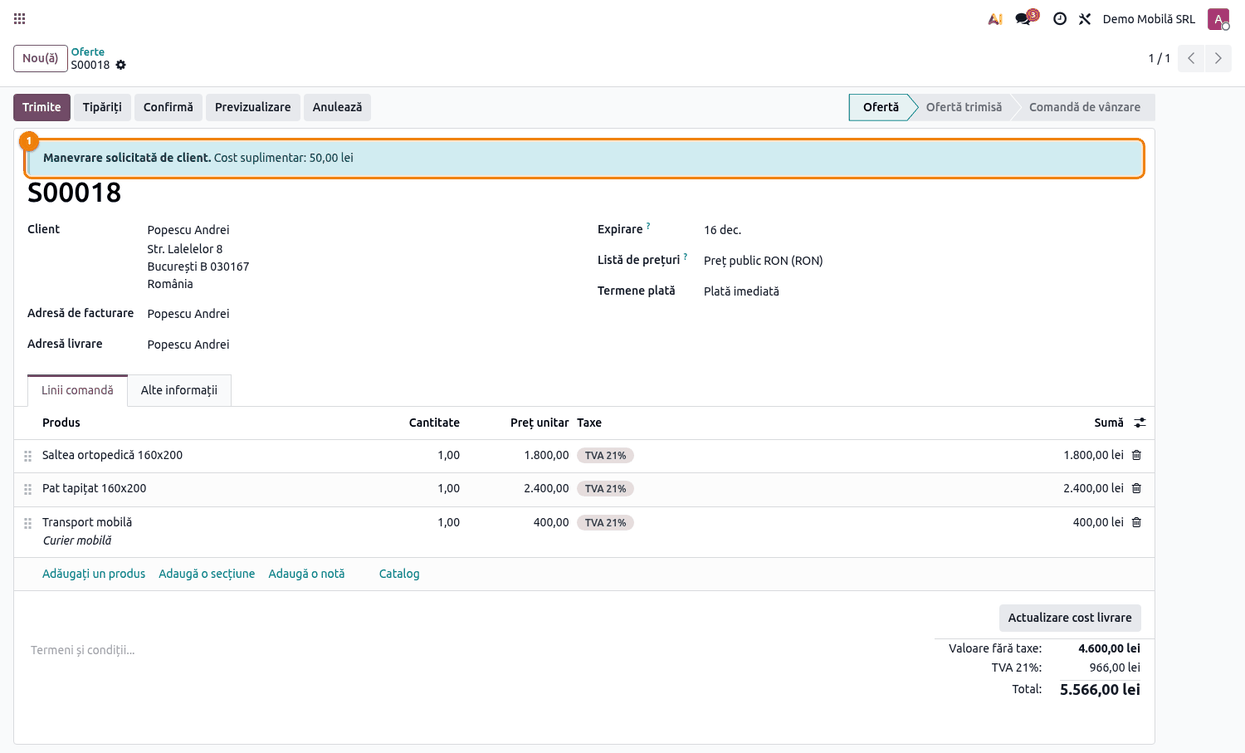 3
Demo Mobilă SRL
A
Nou(ă)
Oferte
S00018
1 / 1
Trimite
Tipăriți
Confirmă
Previzualizare
Anulează
Ofertă
Ofertă trimisă
Comandă de vânzare
1
Manevrare solicitată de client. Cost suplimentar: 50,00 lei
S00018
Client
Popescu Andrei
Str. Lalelelor 8
București B 030167
România
Adresă de facturare
Popescu Andrei
Adresă livrare
Popescu Andrei
Expirare ?
16 dec.
Listă de prețuri ?
Preț public RON (RON)
Termene plată
Plată imediată
Linii comandă
Alte informații
Produs Cantitate Preț unitar Taxe Sumă
Saltea ortopedică 160x200 1,00 1.800,00 TVA 21% 1.800,00 lei
Pat tapițat 160x200 1,00 2.400,00 TVA 21% 2.400,00 lei
Transport mobilă 1,00 400,00 TVA 21% 400,00 lei
Curier mobilă
Adăugați un produs Adaugă o secțiune Adaugă o notă Catalog
Actualizare cost livrare
Termeni și condiții...
Valoare fără taxe: 4.600,00 lei
TVA 21%: 966,00 lei
Total: 5.566,00 lei